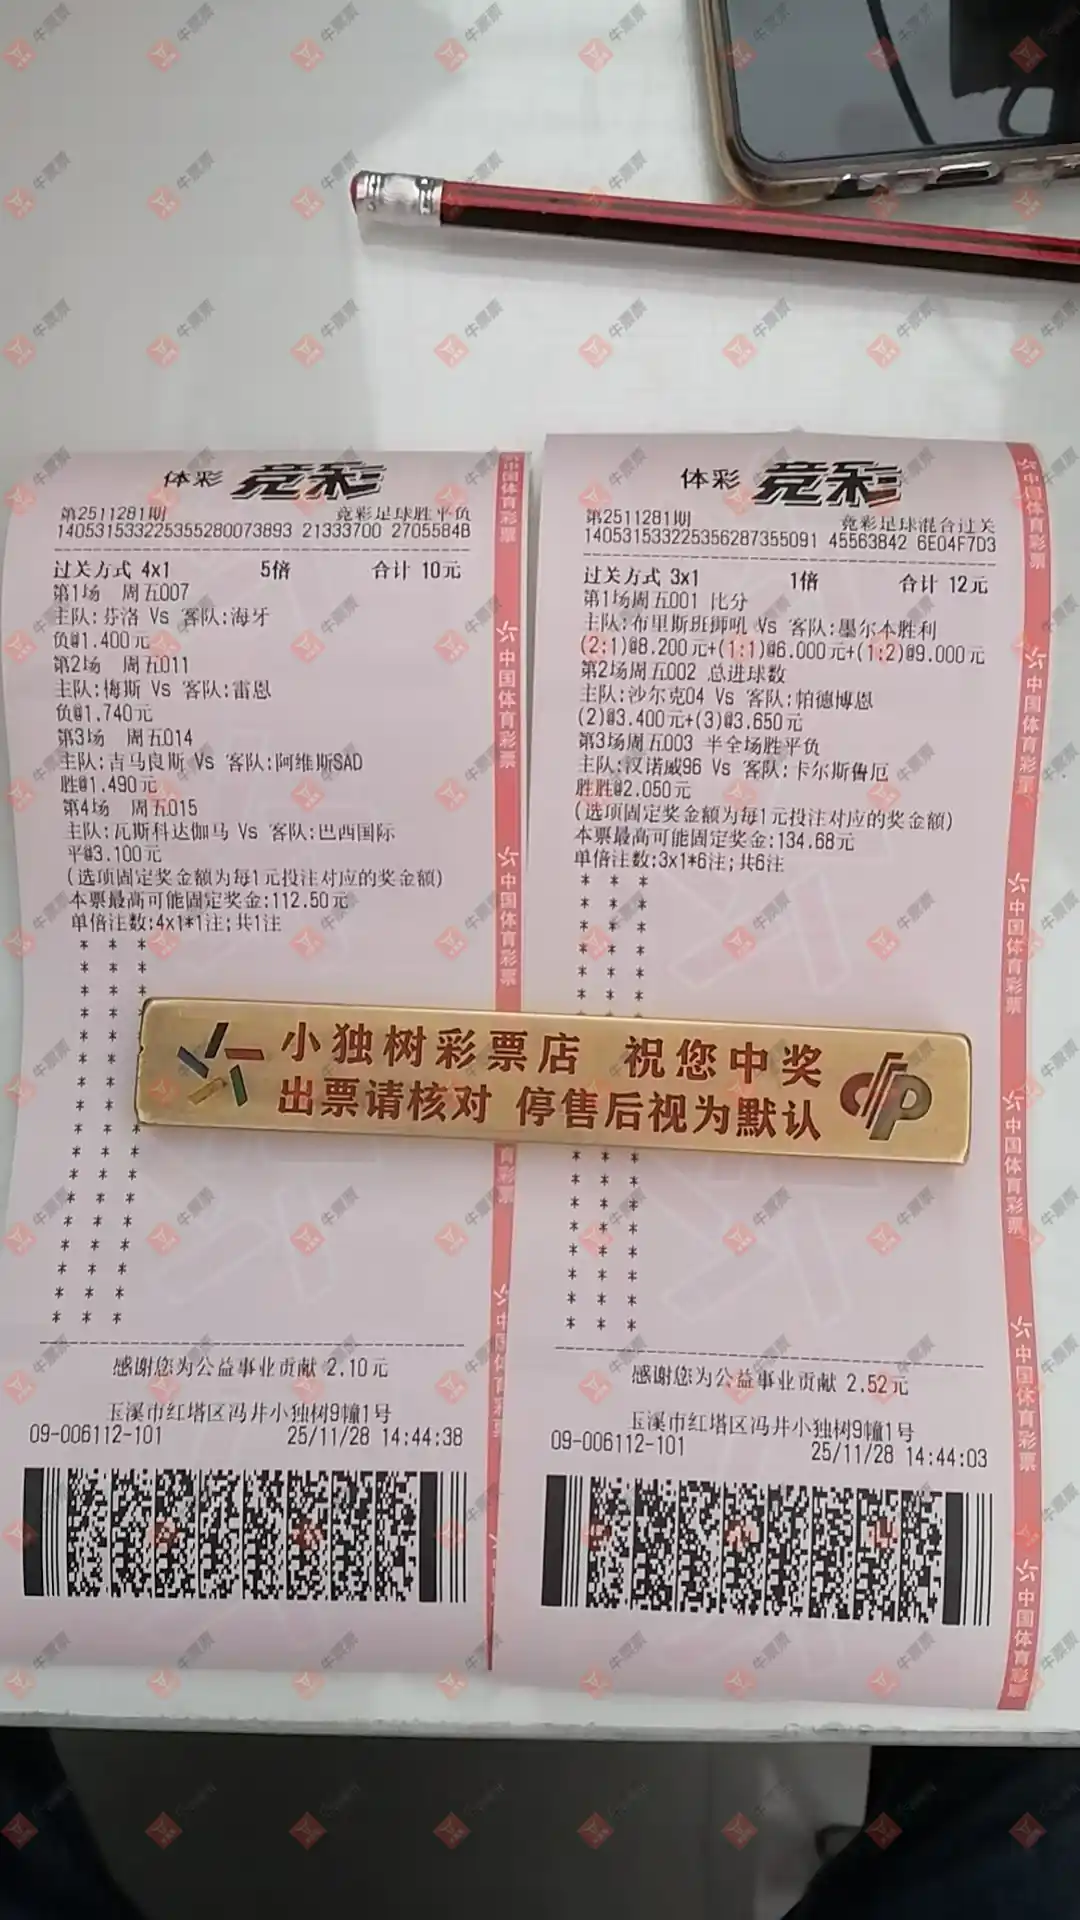 体彩 竞彩
第2511281期 竞彩足球胜平负
140531533225355280073893 21333700 2705584B
过关方式 4x1 5倍 合计 10元
第1场 周五007
主队:芬洛 Vs 客队:海牙
负@1.400元
第2场 周五011
主队:梅斯 Vs 客队:雷恩
负@1.740元
第3场 周五014
主队:吉马良斯 Vs 客队:阿维斯SAD
胜@1.490元
第4场 周五015
主队:瓦斯科达伽马 Vs 客队:巴西国际
平@3.100元
(选项固定奖金额为每1元投注对应的奖金额)
本票最高可能固定奖金:112.50元
单倍注数:4x1*1注;共1注
感谢您为公益事业贡献 2.10元
玉溪市红塔区冯井小独树9幢1号
09-006112-101 25/11/28 14:44:38
体彩 竞彩
第2511281期 竞彩足球混合过关
140531533225356287355091 45563842 6E04F7D3
过关方式 3x1 1倍 合计 12元
第1场周五001 比分
主队:布里斯班狮吼 Vs 客队:墨尔本胜利
(2:1)@8.200元+(1:1)@6.000元+(1:2)@9.000元
第2场周五002 总进球数
主队:沙尔克04 Vs 客队:帕德博恩
(2)@3.400元+(3)@3.650元
第3场周五003 半全场胜平负
主队:汉诺威96 Vs 客队:卡尔斯鲁厄
胜胜@2.050元
(选项固定奖金额为每1元投注对应的奖金额)
本票最高可能固定奖金:134.68元
单倍注数:3x1*6注;共6注
感谢您为公益事业贡献 2.52元
玉溪市红塔区冯井小独树9幢1号
09-006112-101 25/11/28 14:44:03
小独树彩票店 祝您中奖
出票请核对 停售后视为默认
中国体育彩票
牛票票